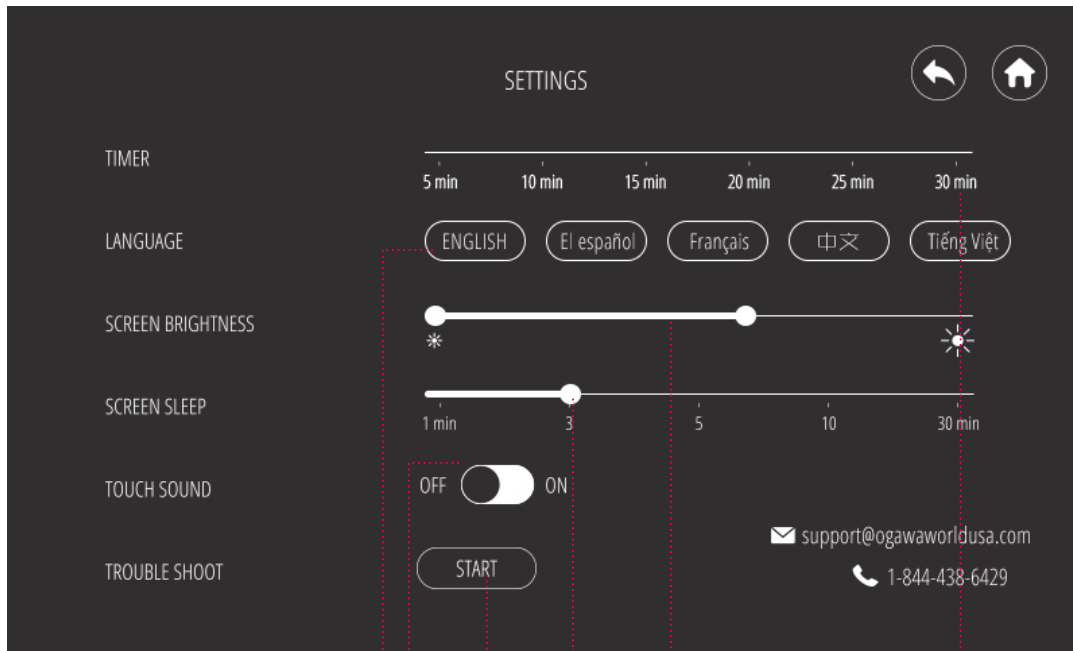 SETTINGS
TIMER
5 min 10 min 15 min 20 min 25 min 30 min
LANGUAGE ENGLISH El español Français 中文 Tiếng Việt
SCREEN BRIGHTNESS
SCREEN SLEEP
1 min 3 5 10 30 min
TOUCH SOUND OFF ON
support@ogawaworldusa.com
TROUBLE SHOOT START 1-844-438-6429